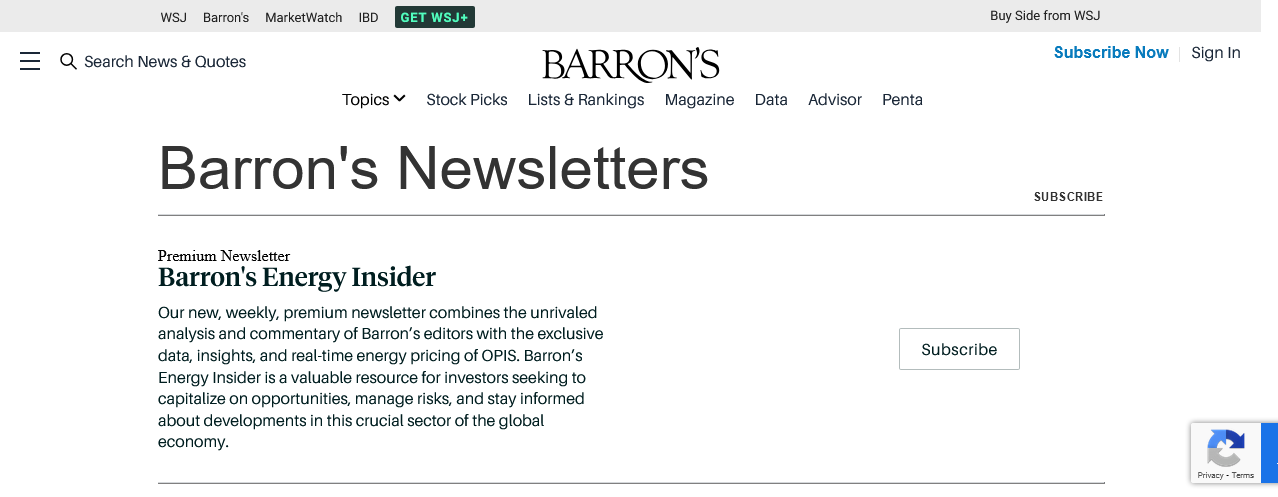 WSJ Barron's MarketWatch IBD GET WSJ+ Buy Side from WSJ
Search News & Quotes BARRON'S Subscribe Now Sign In
Topics Stock Picks Lists & Rankings Magazine Data Advisor Penta
Barron's Newsletters
SUBSCRIBE
Premium Newsletter
Barron's Energy Insider
Our new, weekly, premium newsletter combines the unrivaled
analysis and commentary of Barron’s editors with the exclusive
data, insights, and real-time energy pricing of OPIS. Barron’s
Energy Insider is a valuable resource for investors seeking to
capitalize on opportunities, manage risks, and stay informed
about developments in this crucial sector of the global
economy.
Subscribe
Privacy - Terms